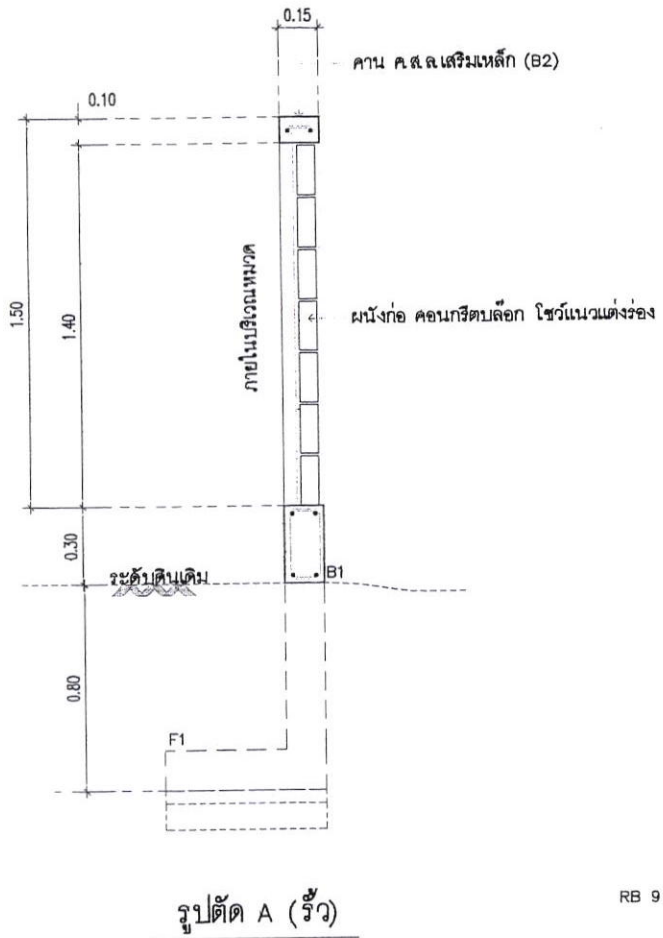 0.15
คาน ค.ส.ล.เสริมเหล็ก (B2)
0.10
1.50
1.40
ภายในบริเวณหมวด
ผนังก่อ คอนกรีตบล๊อก โชว์แนวแต่งร่อง
0.30
ระดับดินเดิม
B1
0.80
F1
รูปตัด A (รั้ว)
RB 9